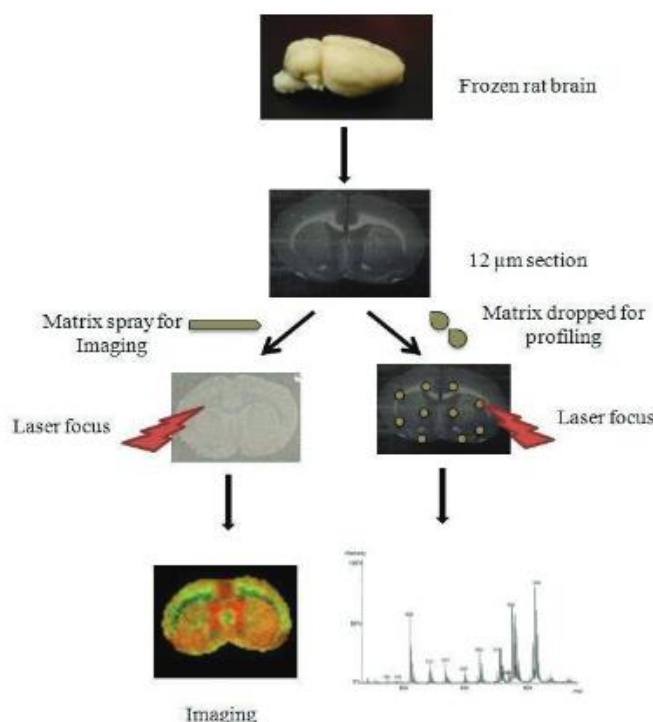 Frozen rat brain
12 µm section
Matrix spray for
Imaging
Matrix dropped for
profiling
Laser focus
Laser focus
Imaging